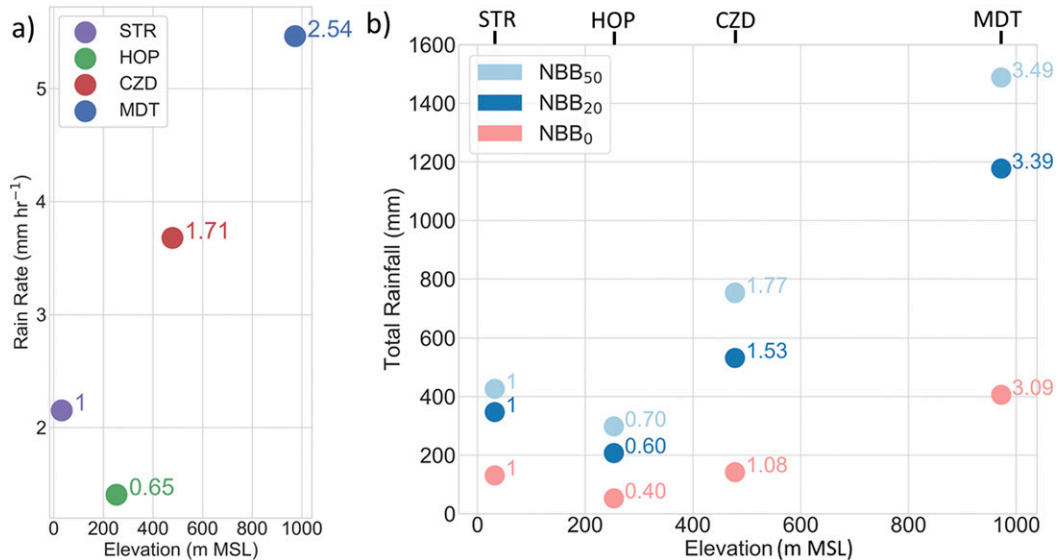 a)
STR
HOP
CZD
MDT
2.54
1.71
1
0.65
5
4
3
2
Rain Rate (mm hr⁻¹)
0 200 400 600 800 1000
Elevation (m MSL)
b)
STR HOP CZD MDT
NBB₅₀
NBB₂₀
NBB₀
3.49
3.39
1.77
1.53
1
1
0.70
0.60
3.09
1
1.08
0.40
1600
1400
1200
1000
800
600
400
200
0
Total Rainfall (mm)
0 200 400 600 800 1000
Elevation (m MSL)